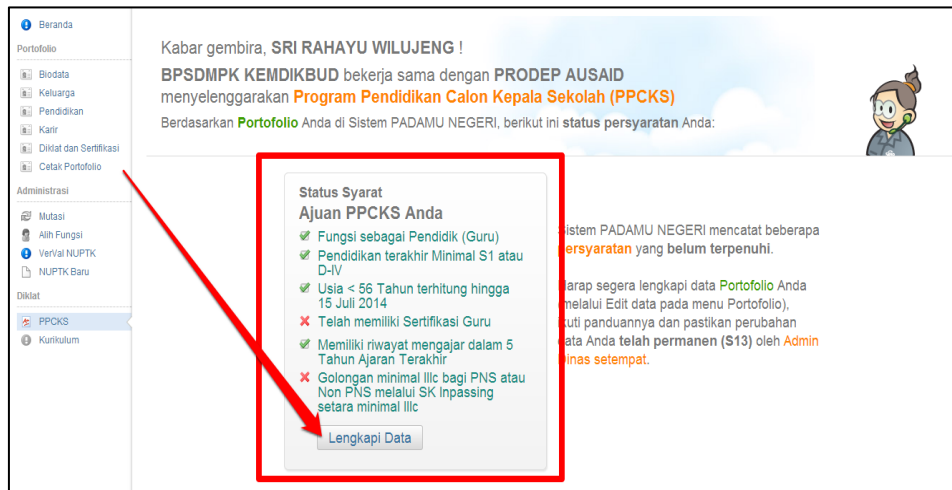 Beranda
Portofolio
Biodata
Keluarga
Pendidikan
Karir
Diklat dan Sertifikasi
Cetak Portofolio
Administrasi
Mutasi
Alih Fungsi
VerVal NUPTK
NUPTK Baru
Diklat
PPCKS
Kurikulum
Kabar gembira, SRI RAHAYU WILUJENG !
BPSDMPK KEMDIKBUD bekerja sama dengan PRODEP AUSAID
menyelenggarakan Program Pendidikan Calon Kepala Sekolah (PPCKS)
Berdasarkan Portofolio Anda di Sistem PADAMU NEGERI, berikut ini status persyaratan Anda:
Status Syarat
Ajuan PPCKS Anda
Fungsi sebagai Pendidik (Guru)
Pendidikan terakhir Minimal S1 atau
D-IV
Usia < 56 Tahun terhitung hingga
15 Juli 2014
Telah memiliki Sertifikasi Guru
Memiliki riwayat mengajar dalam 5
Tahun Ajaran Terakhir
Golongan minimal IIIc bagi PNS atau
Non PNS melalui SK Inpassing
setara minimal IIIc
Lengkapi Data
Sistem PADAMU NEGERI mencatat beberapa
persyaratan yang belum terpenuhi.
Harap segera lengkapi data Portofolio Anda
(melalui Edit data pada menu Portofolio),
ikuti panduannya dan pastikan perubahan
data Anda telah permanen (S13) oleh Admin
Dinas setempat.